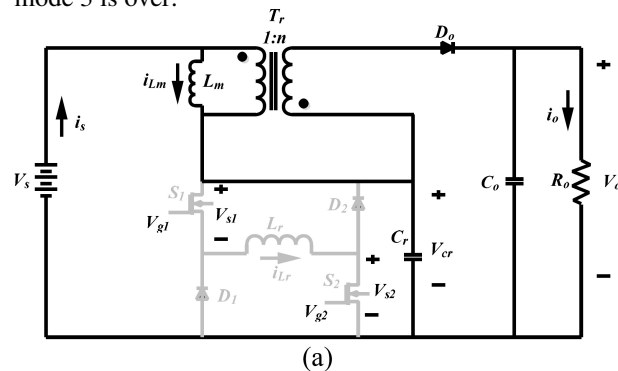 mode 3 is over.
Tr
1:n
Do
iLm
Lm
is
io
Vs
S1
Vs1
Vg1
D2
Lr
iLr
D1
S2
Vs2
Vg2
Cr
Vcr
Co
Ro
(a)